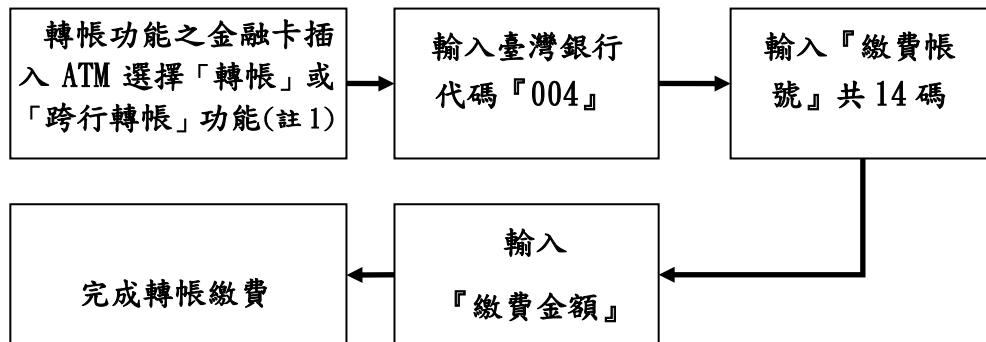 轉帳功能之金融卡插
入 ATM 選擇「轉帳」或
「跨行轉帳」功能(註 1)
輸入臺灣銀行
代碼『004』
輸入『繳費帳
號』共 14 碼
輸入
『繳費金額』
完成轉帳繳費